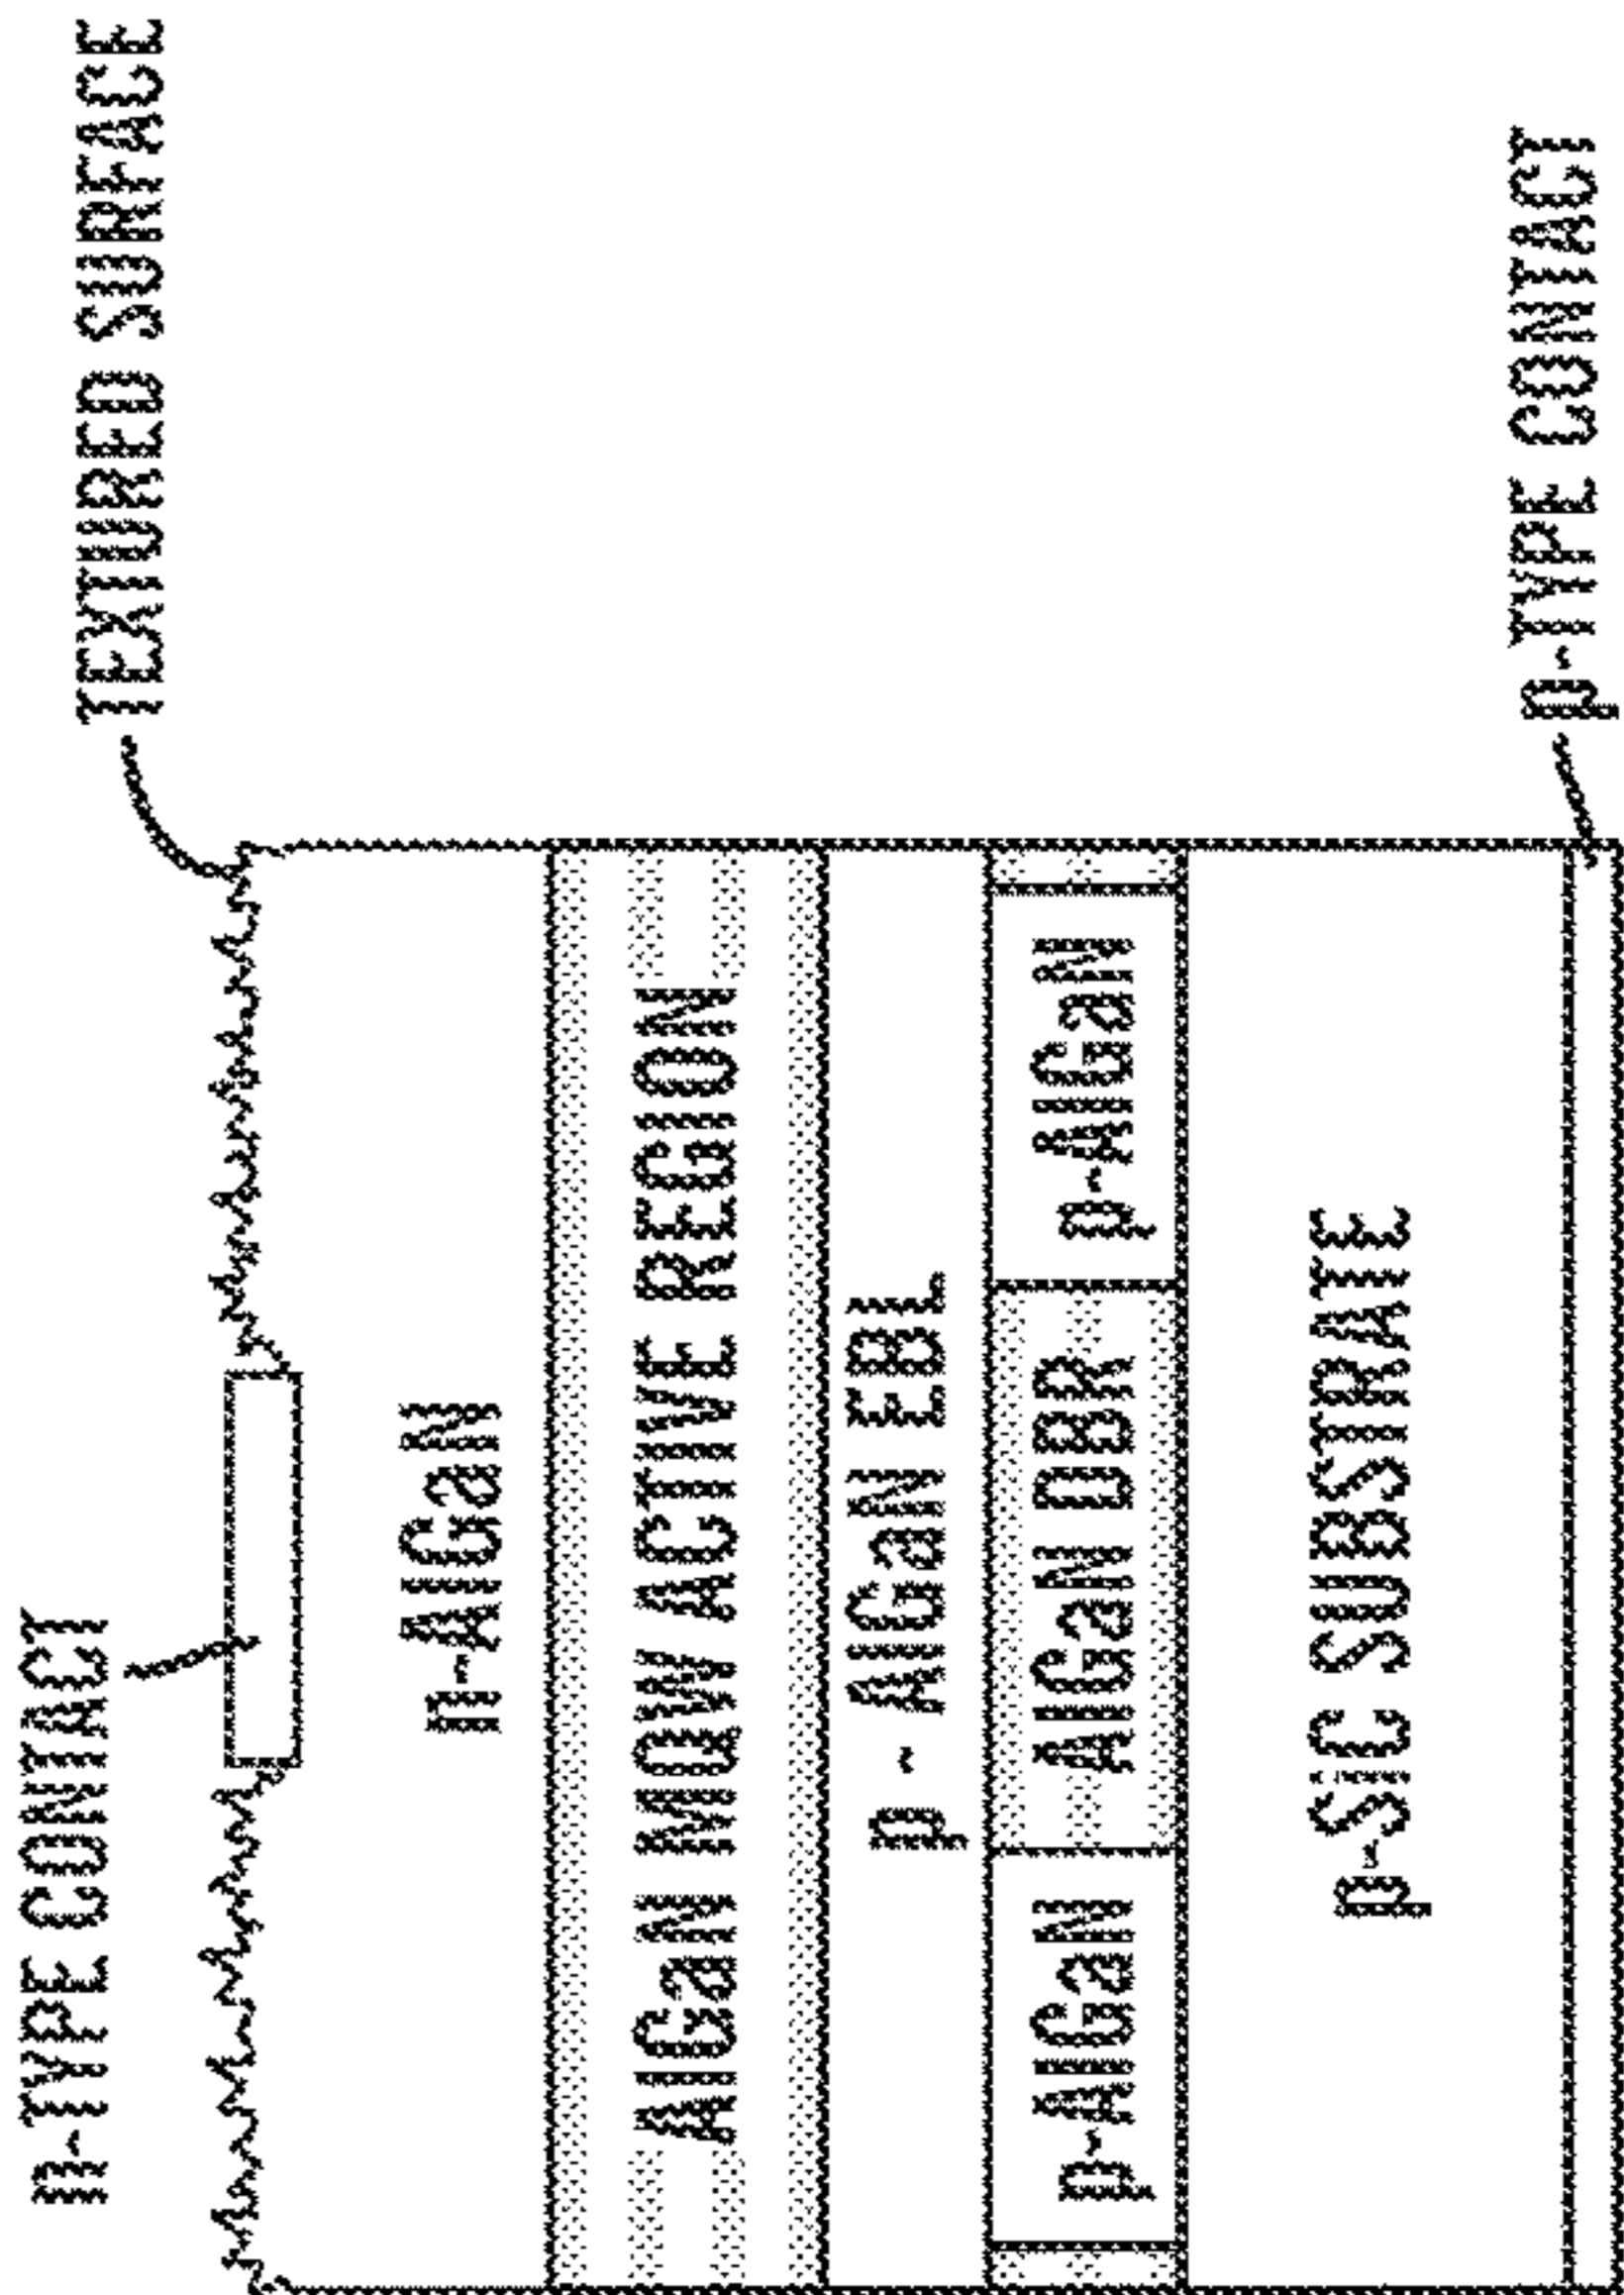 n-TYPE CONTACT
TEXTURED SURFACE
n-AlGaN
AlGaN MQW ACTIVE REGION
p - AlGaN EBL
p-AlGaN
AlGaN DBR
p-AlGaN
p-SiC SUBSTRATE
p-TYPE CONTACT